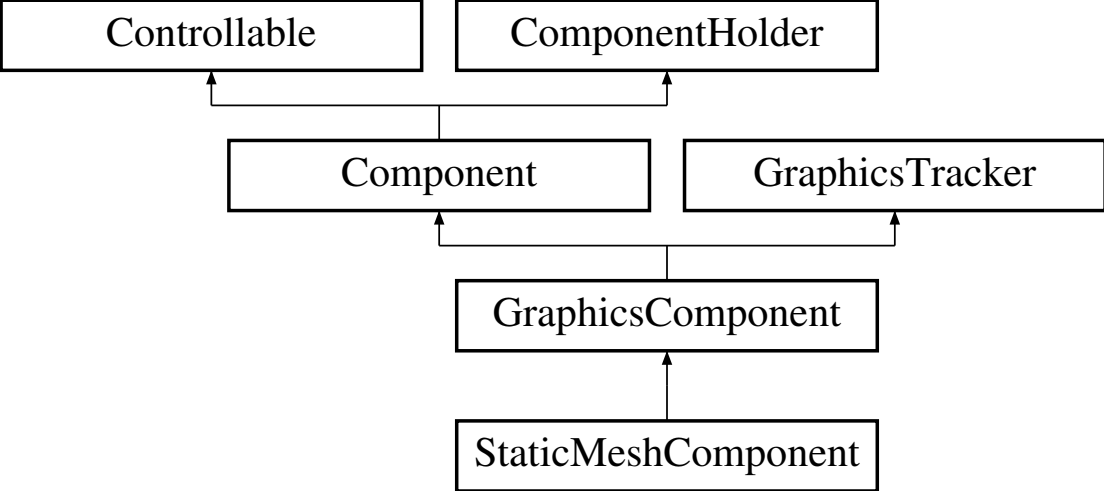 Controllable
ComponentHolder
Component
GraphicsTracker
GraphicsComponent
StaticMeshComponent